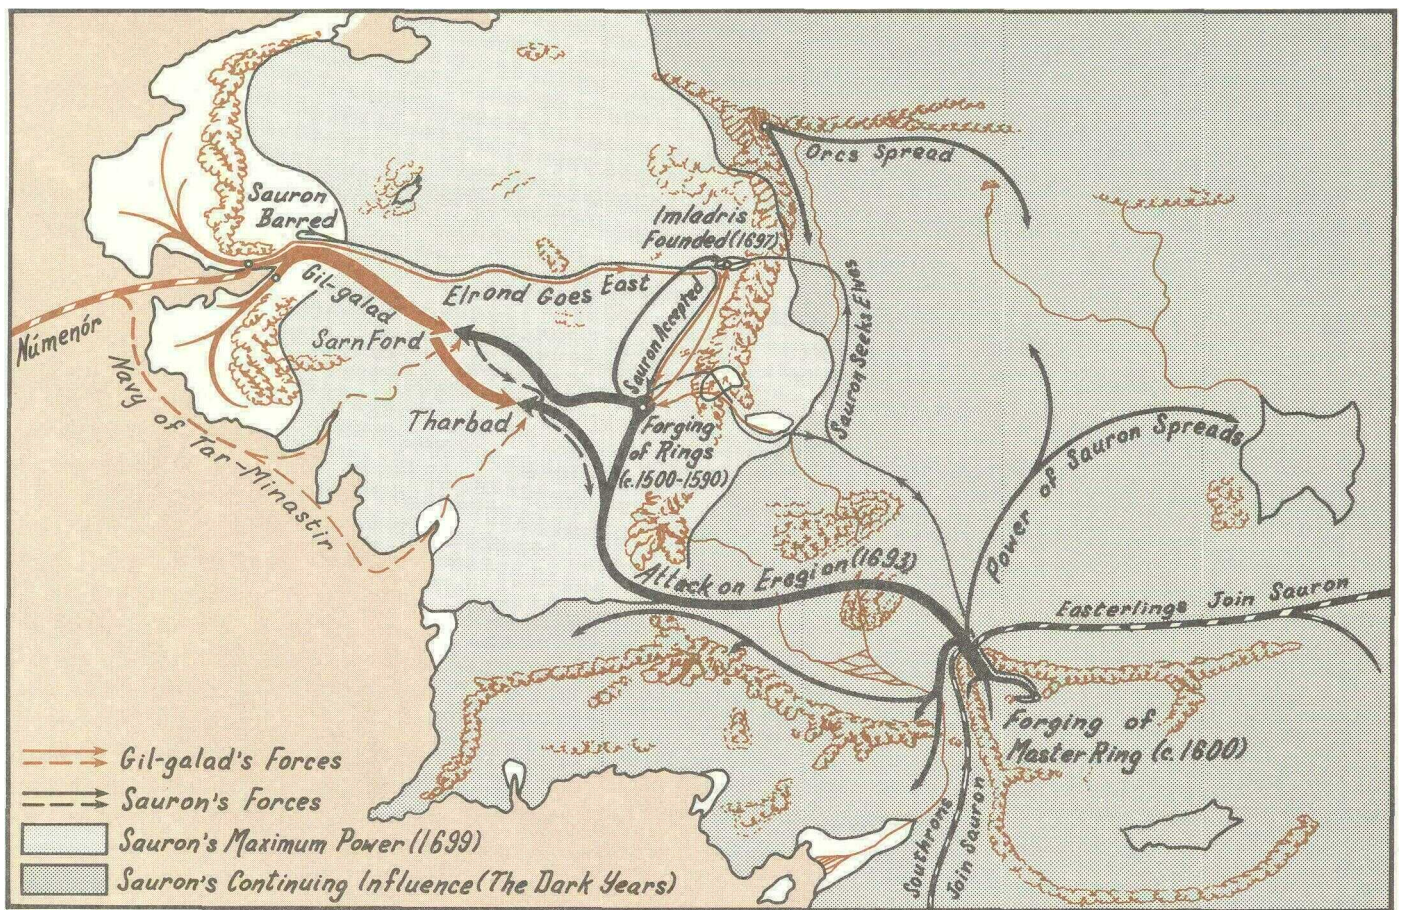 Orcs Spread
Sauron
Barred
Imladris
Founded (1697)
Elrond Goes East
Gil-galad
Númenór
Navy of Tar-Minastir
Sarn Ford
Tharbad
Sauron Accepted
Sauron Seeks Elves
Forging
of Rings
(c.1500-1590)
Power of Sauron Spreads
Attack on Eregion (1693)
Easterlings Join Sauron
Forging of
Master Ring (c. 1600)
Southrons
Join Sauron
Gil-galad's Forces
Sauron's Forces
Sauron's Maximum Power (1699)
Sauron's Continuing Influence (The Dark Years)